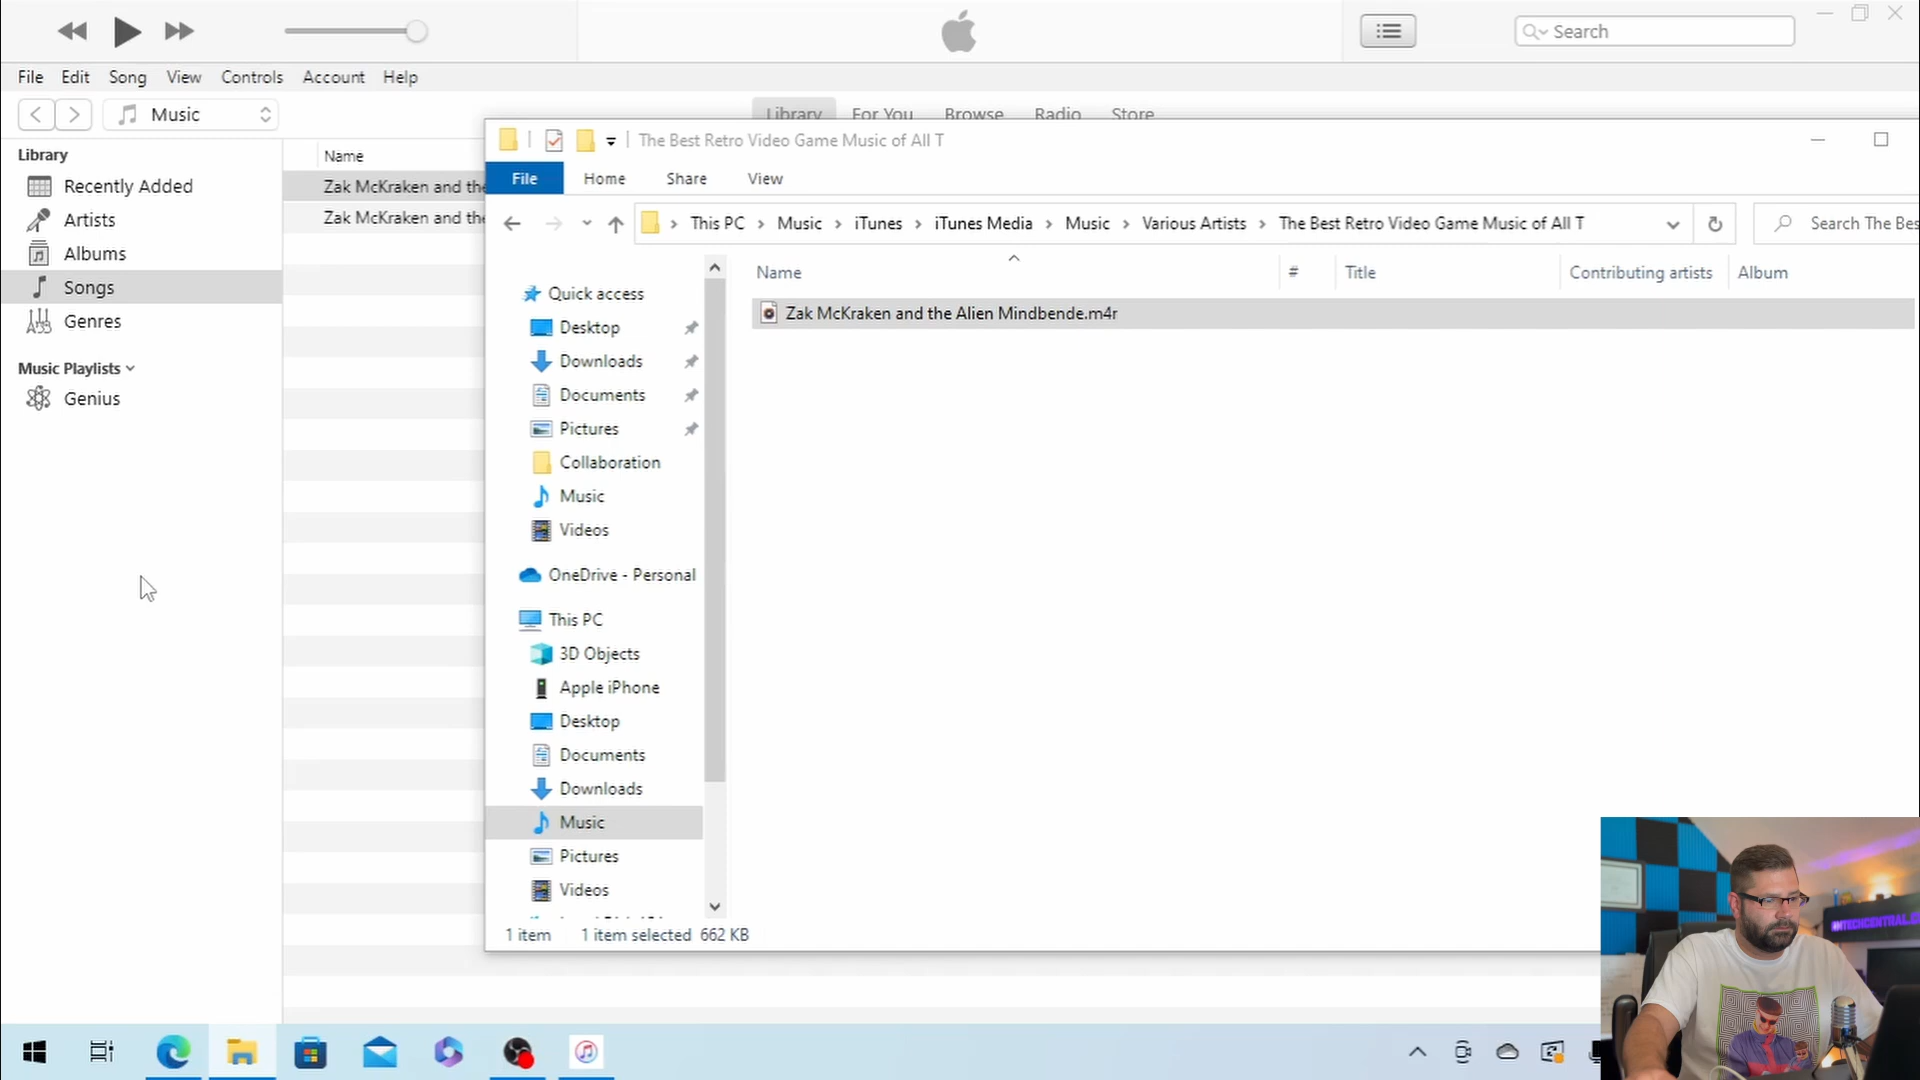 Search
File Edit Song View Controls Account Help
Music
Library For You Browse Radio Store
Library
Recently Added
Artists
Albums
Songs
Genres
Music Playlists
Genius
Name
Zak McKraken and the
Zak McKraken and the
The Best Retro Video Game Music of All T
File Home Share View
This PC Music iTunes iTunes Media Music Various Artists The Best Retro Video Game Music of All T
Search The Bes
Name # Title Contributing artists Album
Zak McKraken and the Alien Mindbende.m4r
Quick access
Desktop
Downloads
Documents
Pictures
Collaboration
Music
Videos
OneDrive - Personal
This PC
3D Objects
Apple iPhone
Desktop
Documents
Downloads
Music
Pictures
Videos
1 item 1 item selected 662 KB